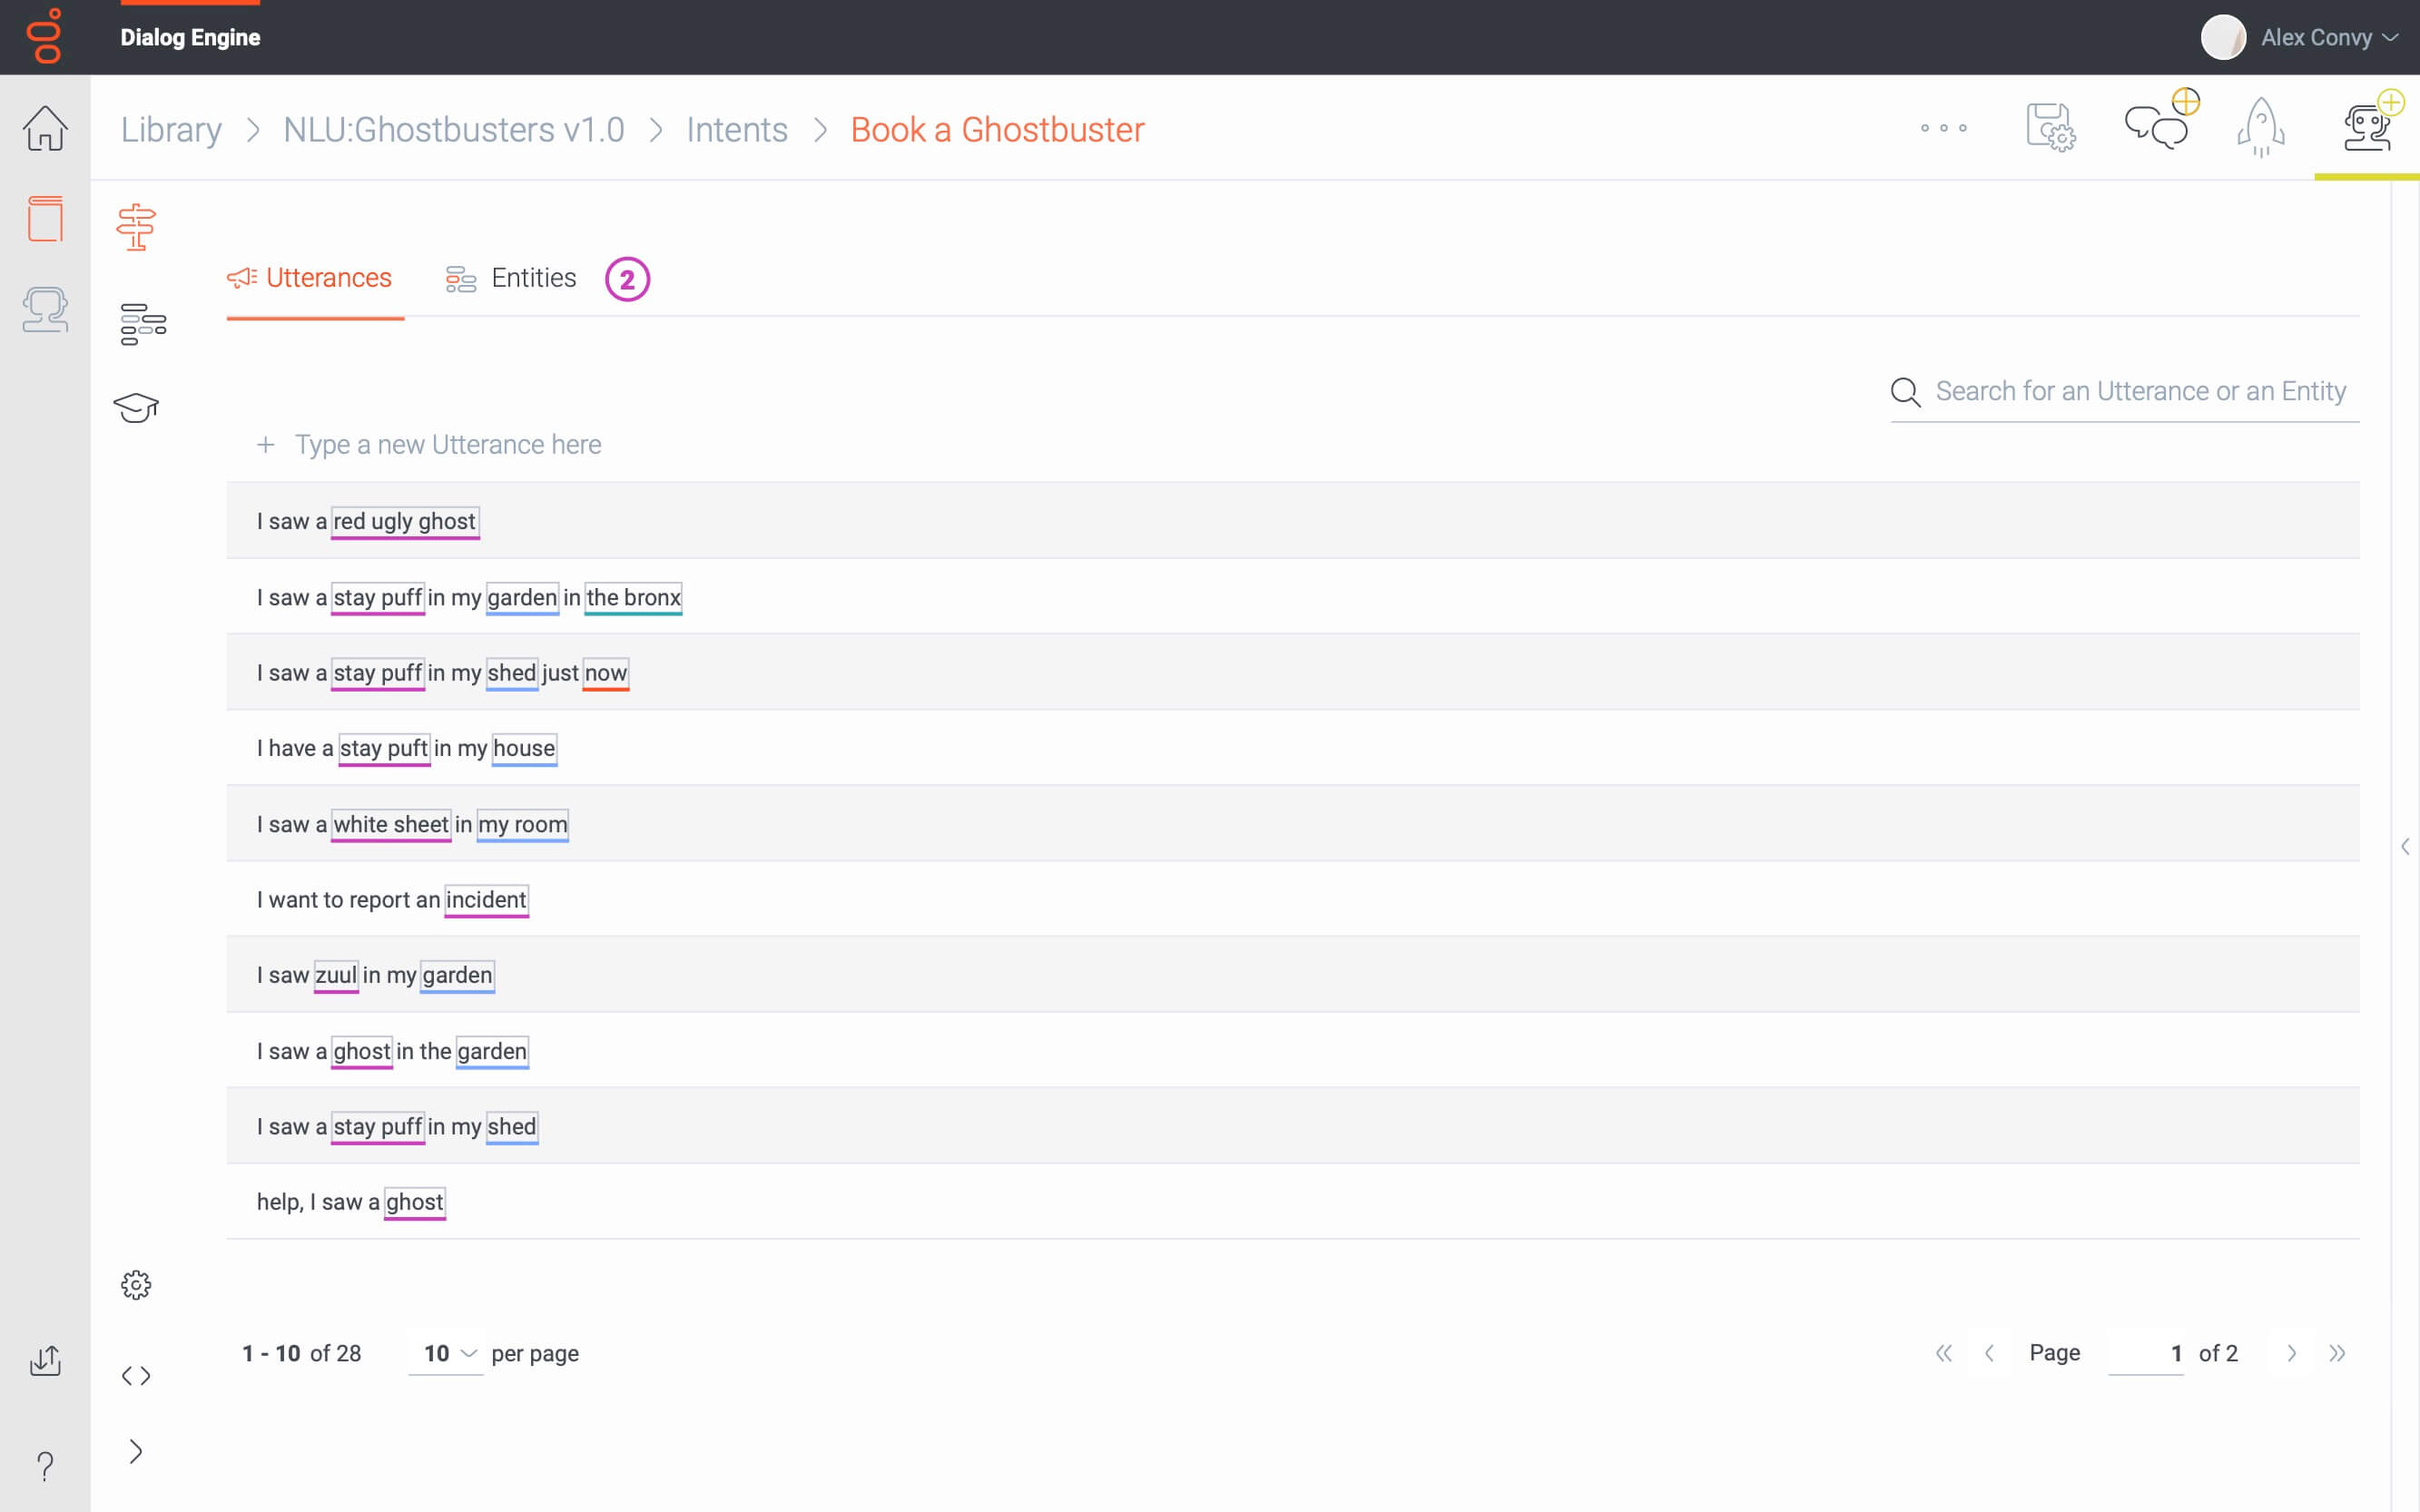 Dialog Engine
Alex Convy
Library > NLU:Ghostbusters v1.0 > Intents > Book a Ghostbuster
Utterances Entities 2
Search for an Utterance or an Entity
+ Type a new Utterance here
I saw a red ugly ghost
I saw a stay puff in my garden in the bronx
I saw a stay puff in my shed just now
I have a stay puft in my house
I saw a white sheet in my room
I want to report an incident
I saw zuul in my garden
I saw a ghost in the garden
I saw a stay puff in my shed
help, I saw a ghost
1 - 10 of 28 10 per page
Page 1 of 2
?